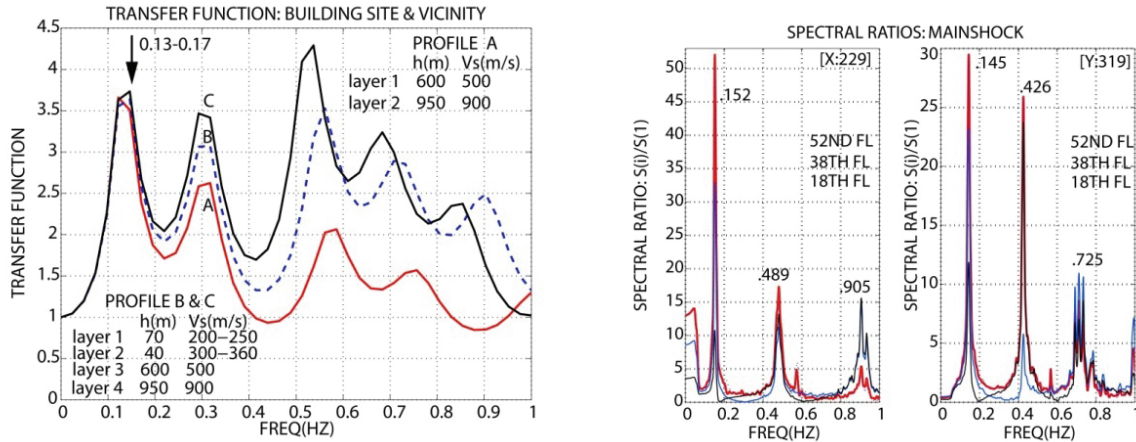 TRANSFER FUNCTION: BUILDING SITE & VICINITY
4.5
4
3.5
3
2.5
2
1.5
1
0.5
0
TRANSFER FUNCTION
0.13-0.17
PROFILE A
h(m) Vs(m/s)
layer 1 600 500
layer 2 950 900
C
B
A
PROFILE B & C
h(m) Vs(m/s)
layer 1 70 200−250
layer 2 40 300−360
layer 3 600 500
layer 4 950 900
0 0.1 0.2 0.3 0.4 0.5 0.6 0.7 0.8 0.9 1
FREQ(HZ)
SPECTRAL RATIOS: MAINSHOCK
50
45
40
35
30
25
20
15
10
5
0
SPECTRAL RATIO: S(i)/S(1)
[X:229]
.152
52ND FL
38TH FL
18TH FL
.489
.905
0 0.2 0.4 0.6 0.8 1
FREQ(HZ)
30
25
20
15
10
5
0
SPECTRAL RATIO: S(i)/S(1)
[Y:319]
.145
.426
52ND FL
38TH FL
18TH FL
.725
0.2 0.4 0.6 0.8 1
FREQ(HZ)